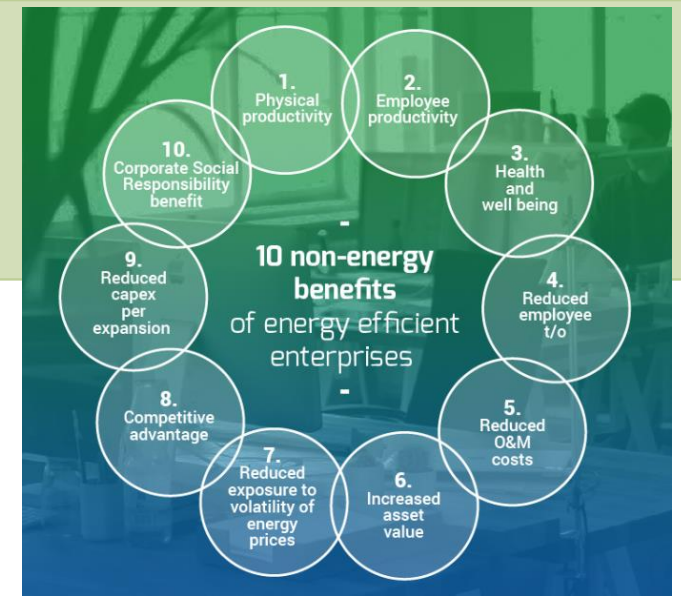 1.
Physical
productivity
2.
Employee
productivity
3.
Health
and
well being
4.
Reduced
employee
t/o
5.
Reduced
O&M
costs
6.
Increased
asset
value
7.
Reduced
exposure to
volatility of
energy
prices
8.
Competitive
advantage
9.
Reduced
capex
per
expansion
10.
Corporate Social
Responsibility
benefit
-
10 non-energy
benefits
of energy efficient
enterprises
-